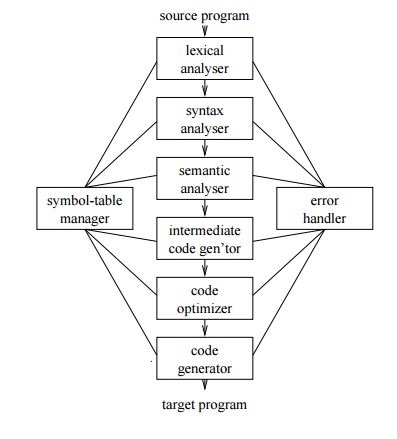 source program
lexical
analyser
syntax
analyser
semantic
analyser
symbol-table
manager
error
handler
intermediate
code gen'tor
code
optimizer
code
generator
target program